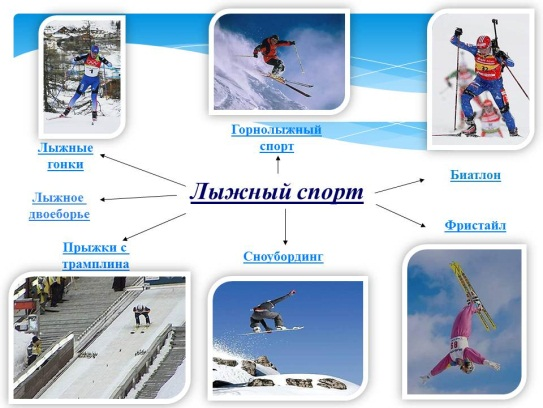 Горнолыжный
спорт
Лыжные
гонки
Биатлон
Лыжный спорт
Лыжное
двоеборье
Фристайл
Прыжки с
трамплина
Сноубординг